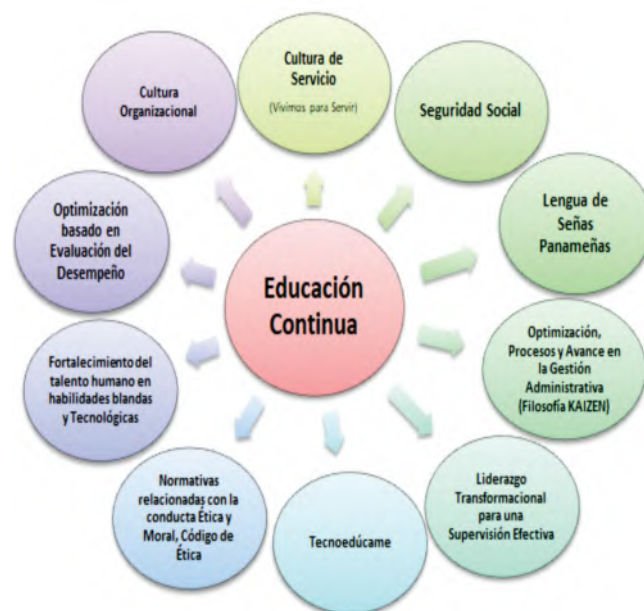 Educación
Continua
Cultura de
Servicio
(Vivimos para Servir)
Seguridad Social
Lengua de
Señas
Panameñas
Optimización,
Procesos y Avance en
la Gestión
Administrativa
(Filosofía KAIZEN)
Liderazgo
Transformacional
para una
Supervisión Efectiva
Tecnoedúcame
Normativas
relacionadas con la
conducta Ética y
Moral, Código de
Ética
Fortalecimiento del
talento humano en
habilidades blandas
y Tecnológicas
Optimización
basado en
Evaluación del
Desempeño
Cultura
Organizacional